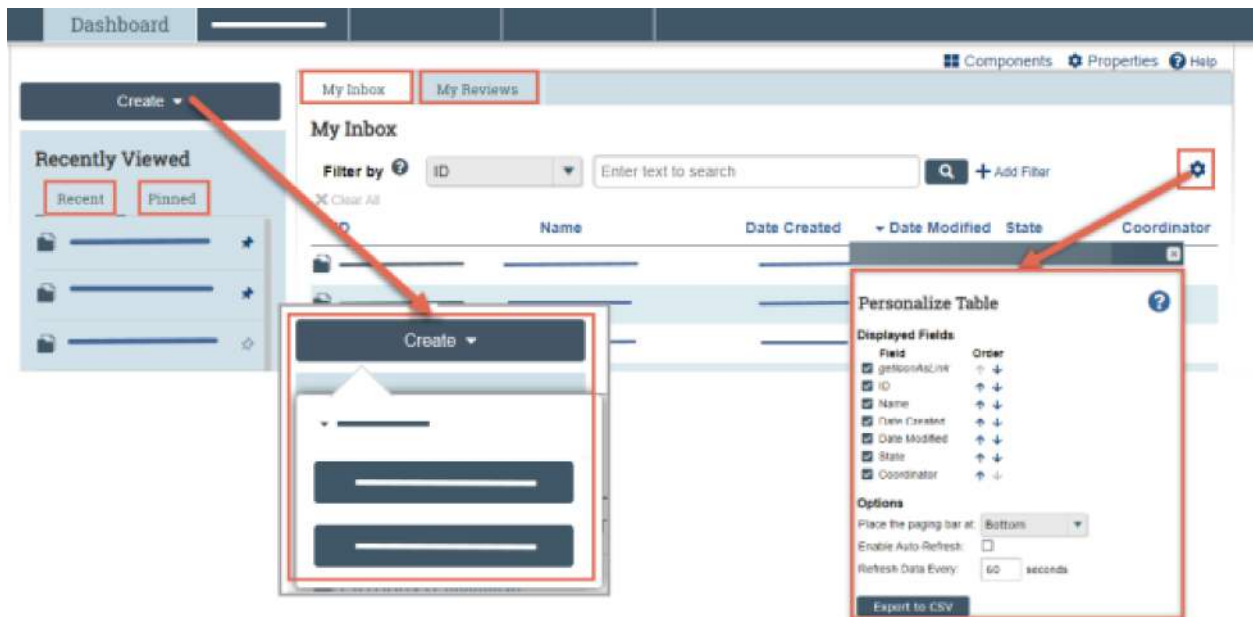 Dashboard
Components Properties Help
Create
My Inbox My Reviews
My Inbox
Recently Viewed
Filter by ID Enter text to search Add Filter
Clear All
Recent Pinned
ID Name Date Created Date Modified State Coordinator
Create
Personalize Table
Displayed Fields
Field Order
getIconAsLink
ID
Name
Date Created
Date Modified
State
Coordinator
Options
Place the paging bar at: Bottom
Enable Auto-Refresh:
Refresh Data Every: 60 seconds
Export to CSV